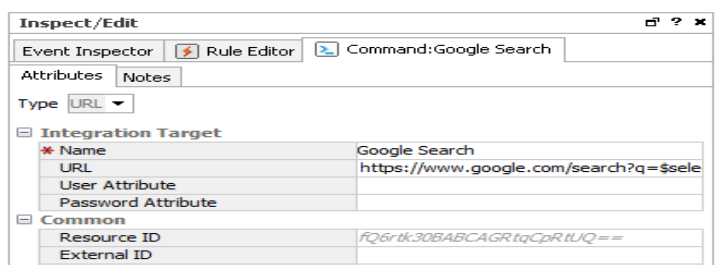 Inspect/Edit
Event Inspector Rule Editor Command:Google Search
Attributes Notes
Type URL
Integration Target
* Name Google Search
URL https://www.google.com/search?q=$sele
User Attribute
Password Attribute
Common
Resource ID fQ6rtk30BABCAGRtqCpRtUQ==
External ID